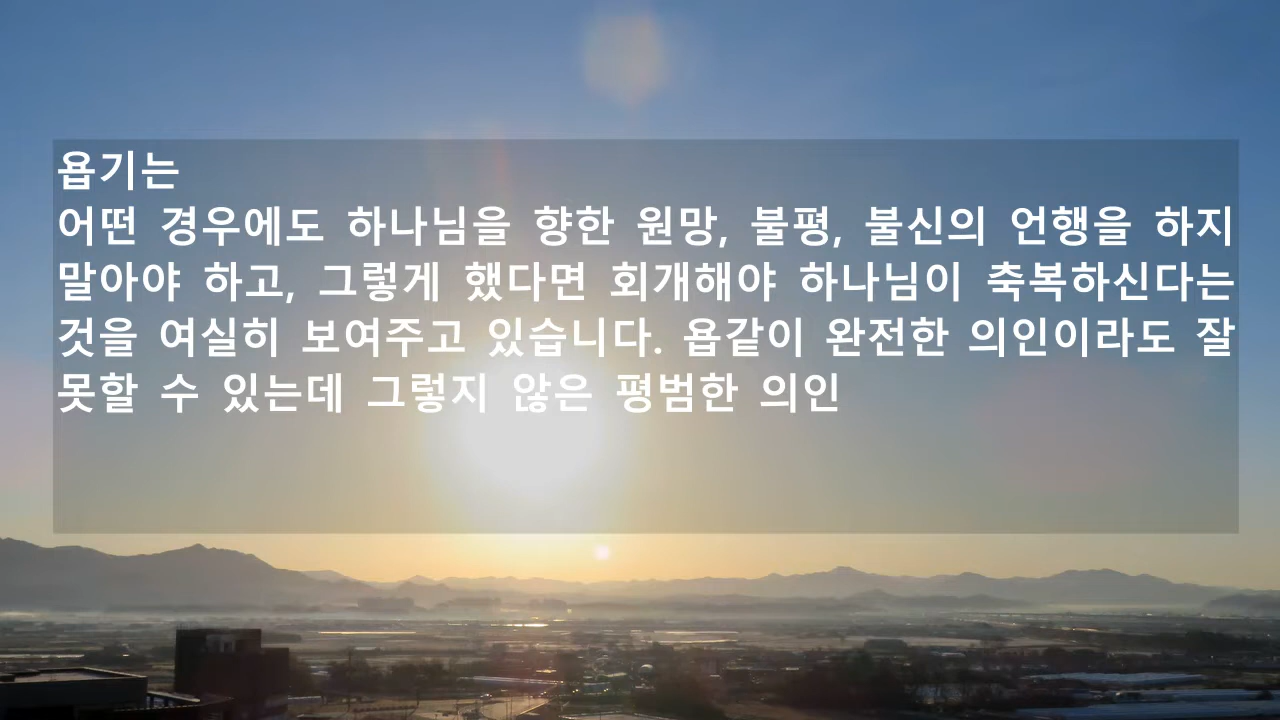 욥기는
어떤 경우에도 하나님을 향한 원망, 불평, 불신의 언행을 하지
말아야 하고, 그렇게 했다면 회개해야 하나님이 축복하신다는
것을 여실히 보여주고 있습니다. 욥같이 완전한 의인이라도 잘
못할 수 있는데 그렇지 않은 평범한 의인